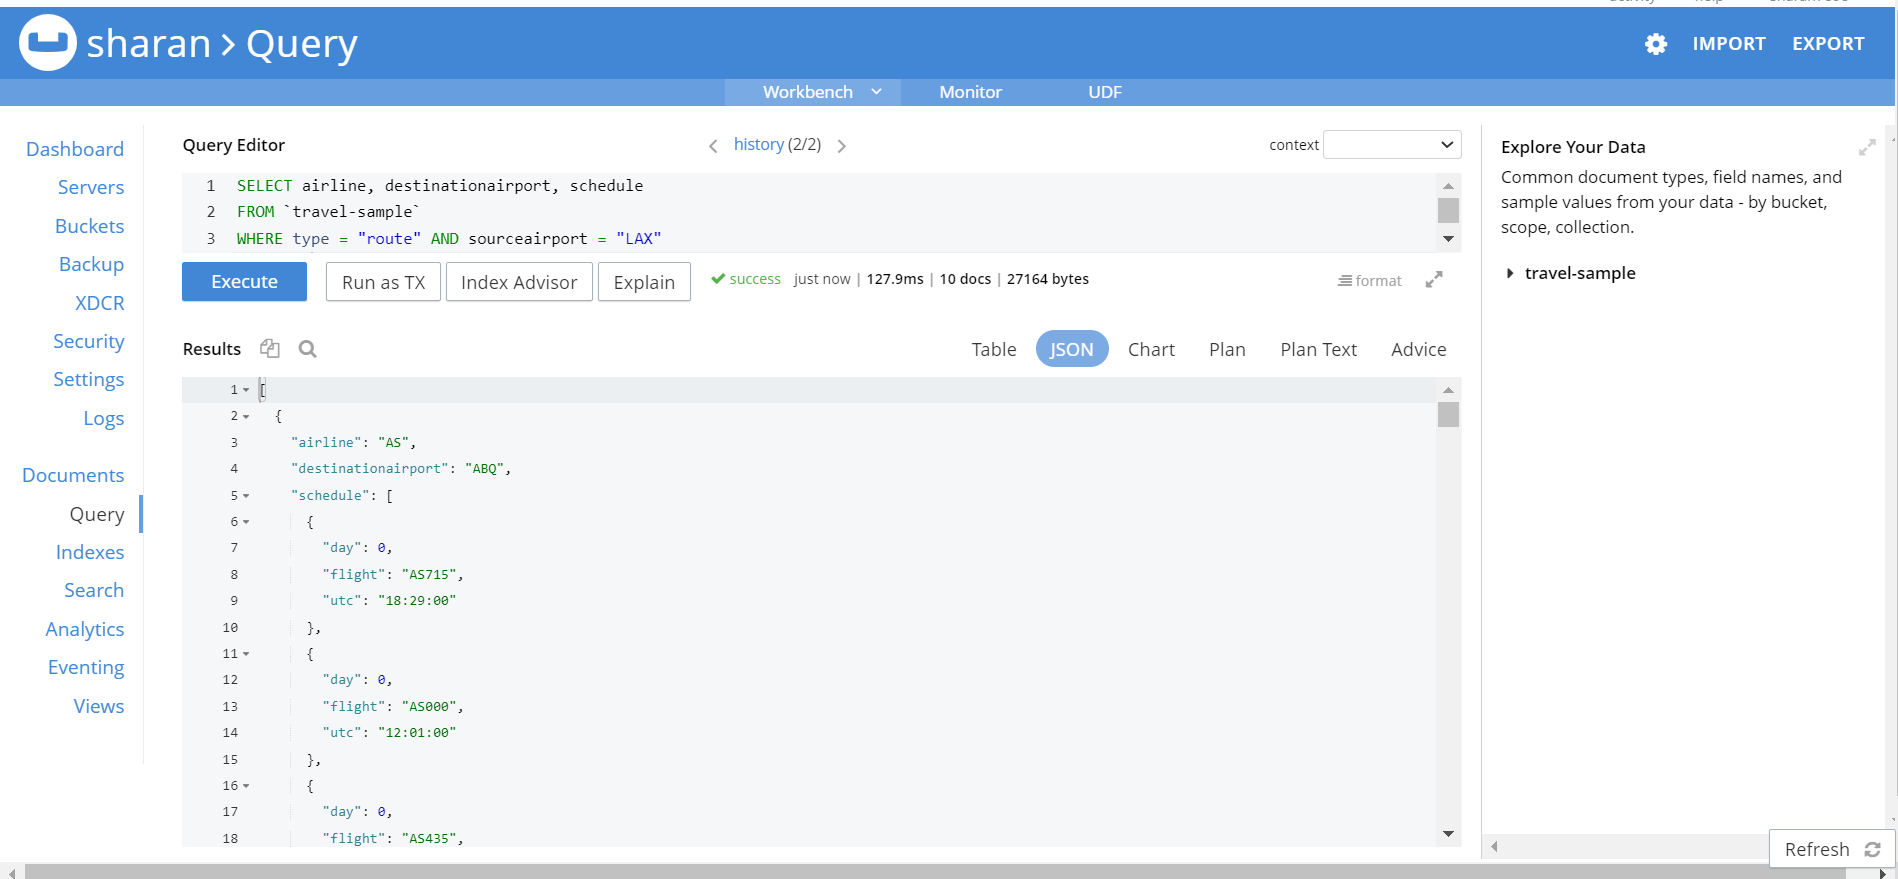 sharan > Query
IMPORT EXPORT
Workbench Monitor UDF
Dashboard
Servers
Buckets
Backup
XDCR
Security
Settings
Logs
Documents
Query
Indexes
Search
Analytics
Eventing
Views
Query Editor
< history (2/2) >
context
1 SELECT airline, destinationairport, schedule
2 FROM `travel-sample`
3 WHERE type = "route" AND sourceairport = "LAX"
Execute Run as TX Index Advisor Explain
success just now | 127.9ms | 10 docs | 27164 bytes
format
Results
Table JSON Chart Plan Plan Text Advice
1 [
2 {
3 "airline": "AS",
4 "destinationairport": "ABQ",
5 "schedule": [
6 {
7 "day": 0,
8 "flight": "AS715",
9 "utc": "18:29:00"
10 },
11 {
12 "day": 0,
13 "flight": "AS000",
14 "utc": "12:01:00"
15 },
16 {
17 "day": 0,
18 "flight": "AS435",
Explore Your Data
Common document types, field names, and
sample values from your data - by bucket,
scope, collection.
travel-sample
Refresh